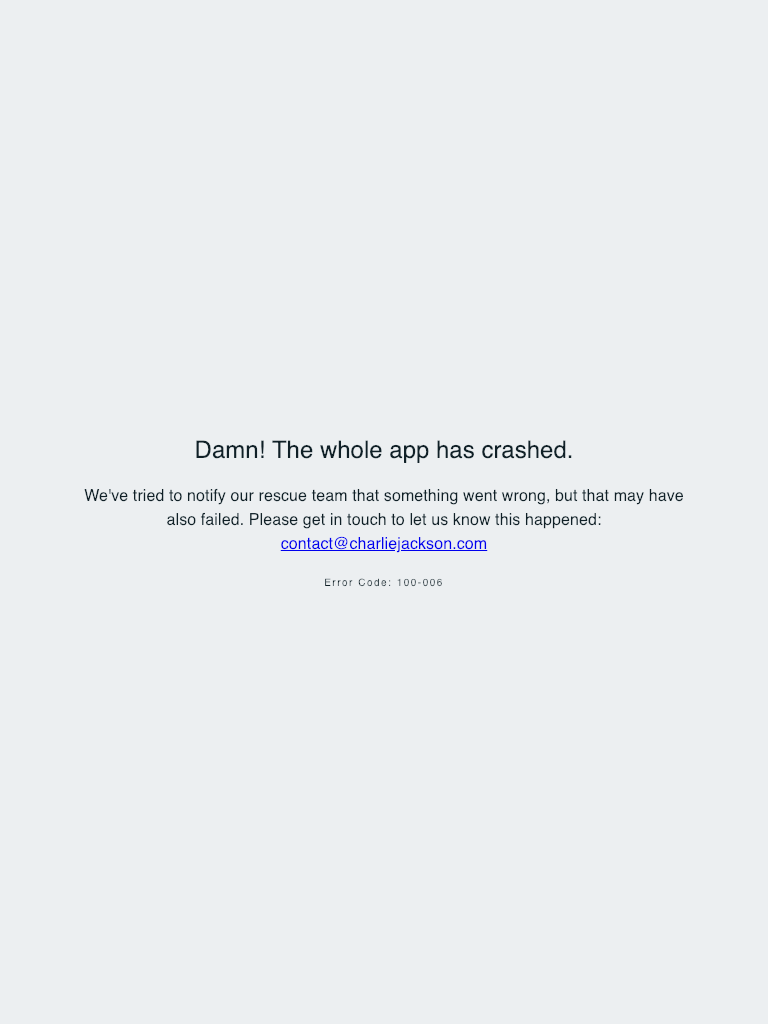 Damn! The whole app has crashed.
We've tried to notify our rescue team that something went wrong, but that may have
also failed. Please get in touch to let us know this happened:
contact@charliejackson.com
Error Code: 100-006